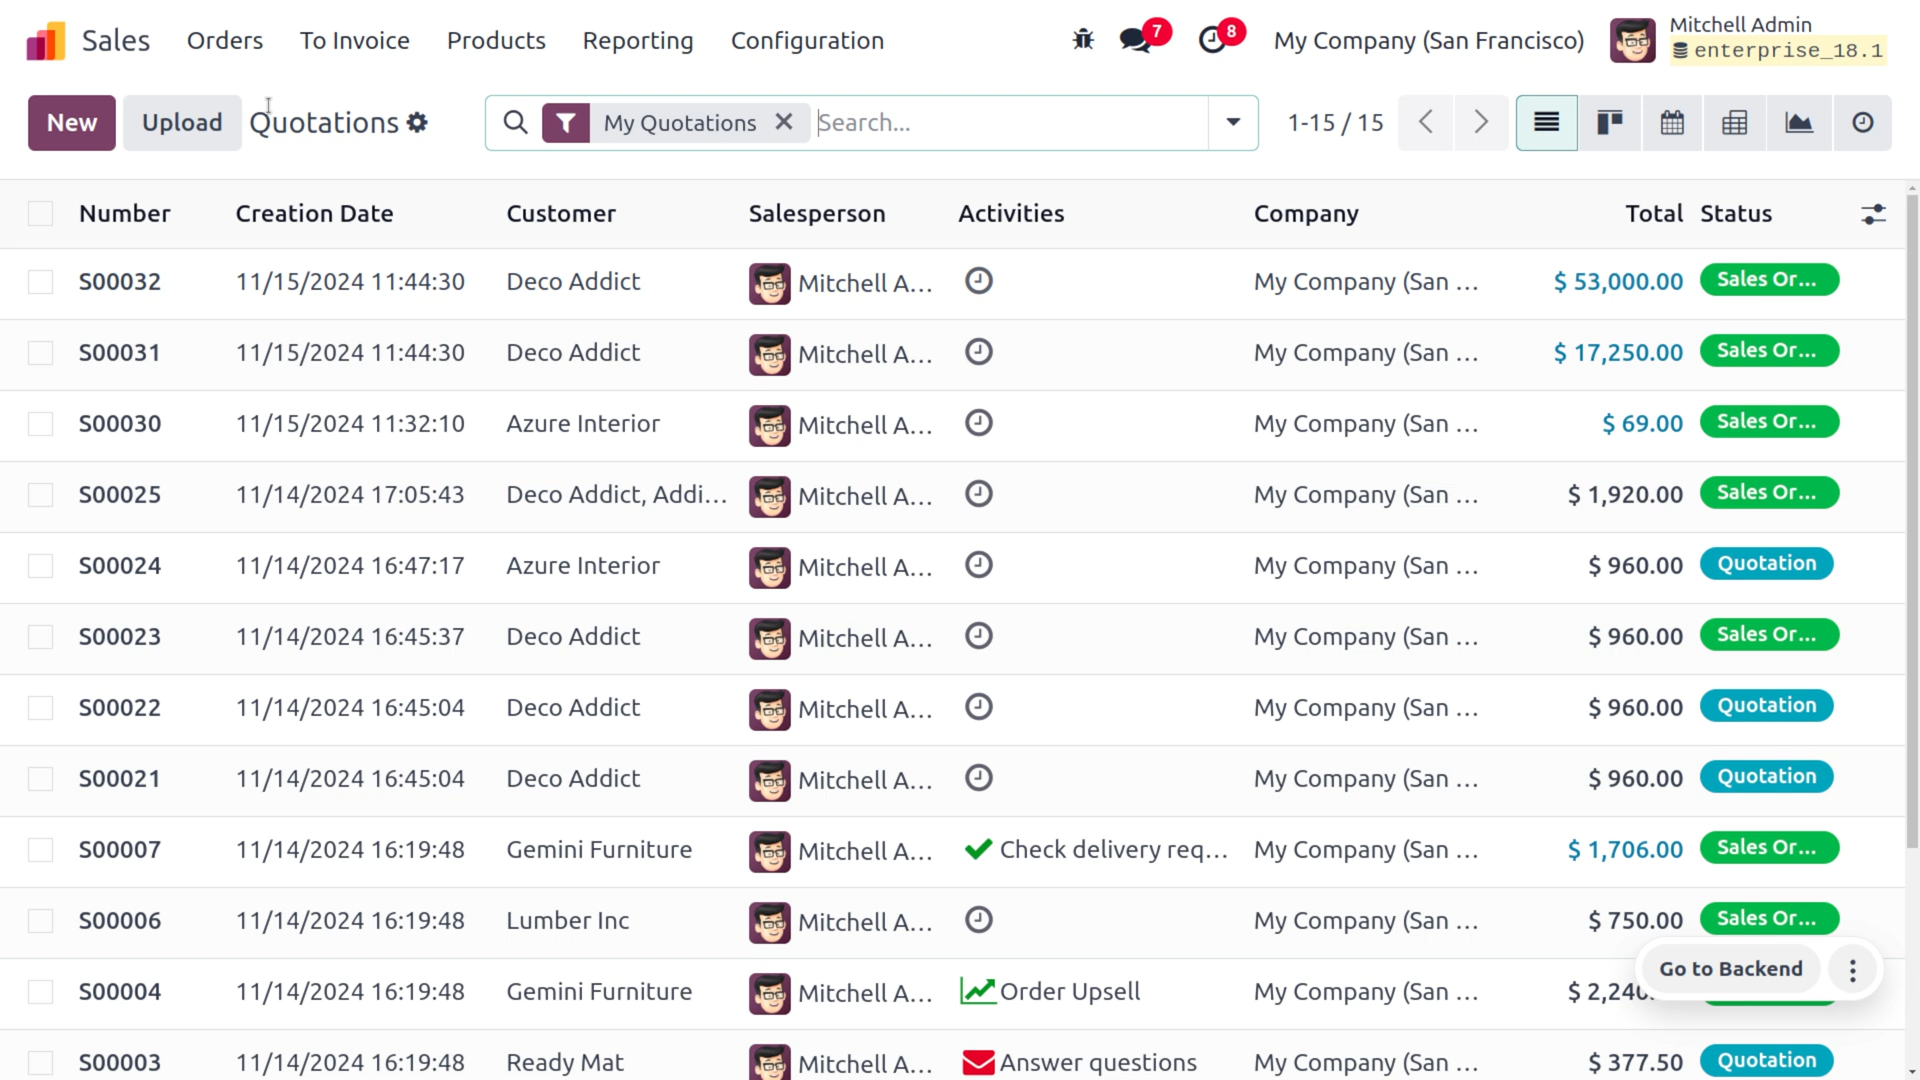 Sales Orders To Invoice Products Reporting Configuration 7 8 My Company (San Francisco) Mitchell Admin
enterprise_18.1
New Upload Quotations My Quotations Search... 1-15 / 15
Number Creation Date Customer Salesperson Activities Company Total Status
S00032 11/15/2024 11:44:30 Deco Addict Mitchell A... My Company (San ... $ 53,000.00 Sales Or...
S00031 11/15/2024 11:44:30 Deco Addict Mitchell A... My Company (San ... $ 17,250.00 Sales Or...
S00030 11/15/2024 11:32:10 Azure Interior Mitchell A... My Company (San ... $ 69.00 Sales Or...
S00025 11/14/2024 17:05:43 Deco Addict, Addi... Mitchell A... My Company (San ... $ 1,920.00 Sales Or...
S00024 11/14/2024 16:47:17 Azure Interior Mitchell A... My Company (San ... $ 960.00 Quotation
S00023 11/14/2024 16:45:37 Deco Addict Mitchell A... My Company (San ... $ 960.00 Sales Or...
S00022 11/14/2024 16:45:04 Deco Addict Mitchell A... My Company (San ... $ 960.00 Quotation
S00021 11/14/2024 16:45:04 Deco Addict Mitchell A... My Company (San ... $ 960.00 Quotation
S00007 11/14/2024 16:19:48 Gemini Furniture Mitchell A... Check delivery req... My Company (San ... $ 1,706.00 Sales Or...
S00006 11/14/2024 16:19:48 Lumber Inc Mitchell A... My Company (San ... $ 750.00 Sales Or...
Go to Backend
S00004 11/14/2024 16:19:48 Gemini Furniture Mitchell A... Order Upsell My Company (San ... $ 2,240.
S00003 11/14/2024 16:19:48 Ready Mat Mitchell A... Answer questions My Company (San ... $ 377.50 Quotation